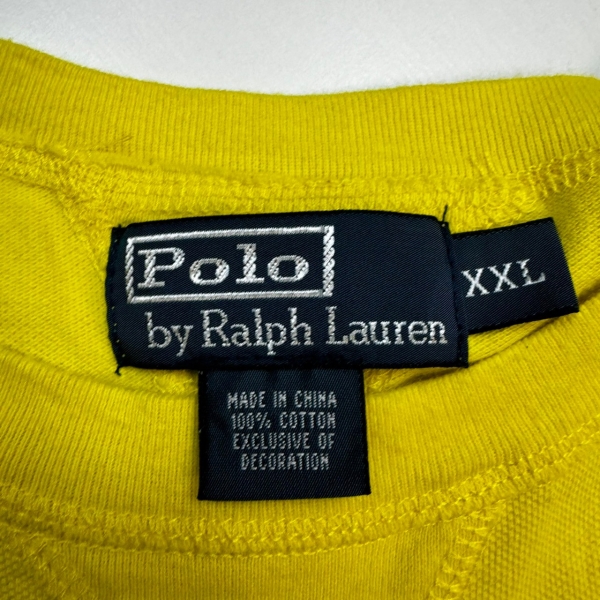 Polo
by Ralph Lauren
XXL
MADE IN CHINA
100% COTTON
EXCLUSIVE OF
DECORATION